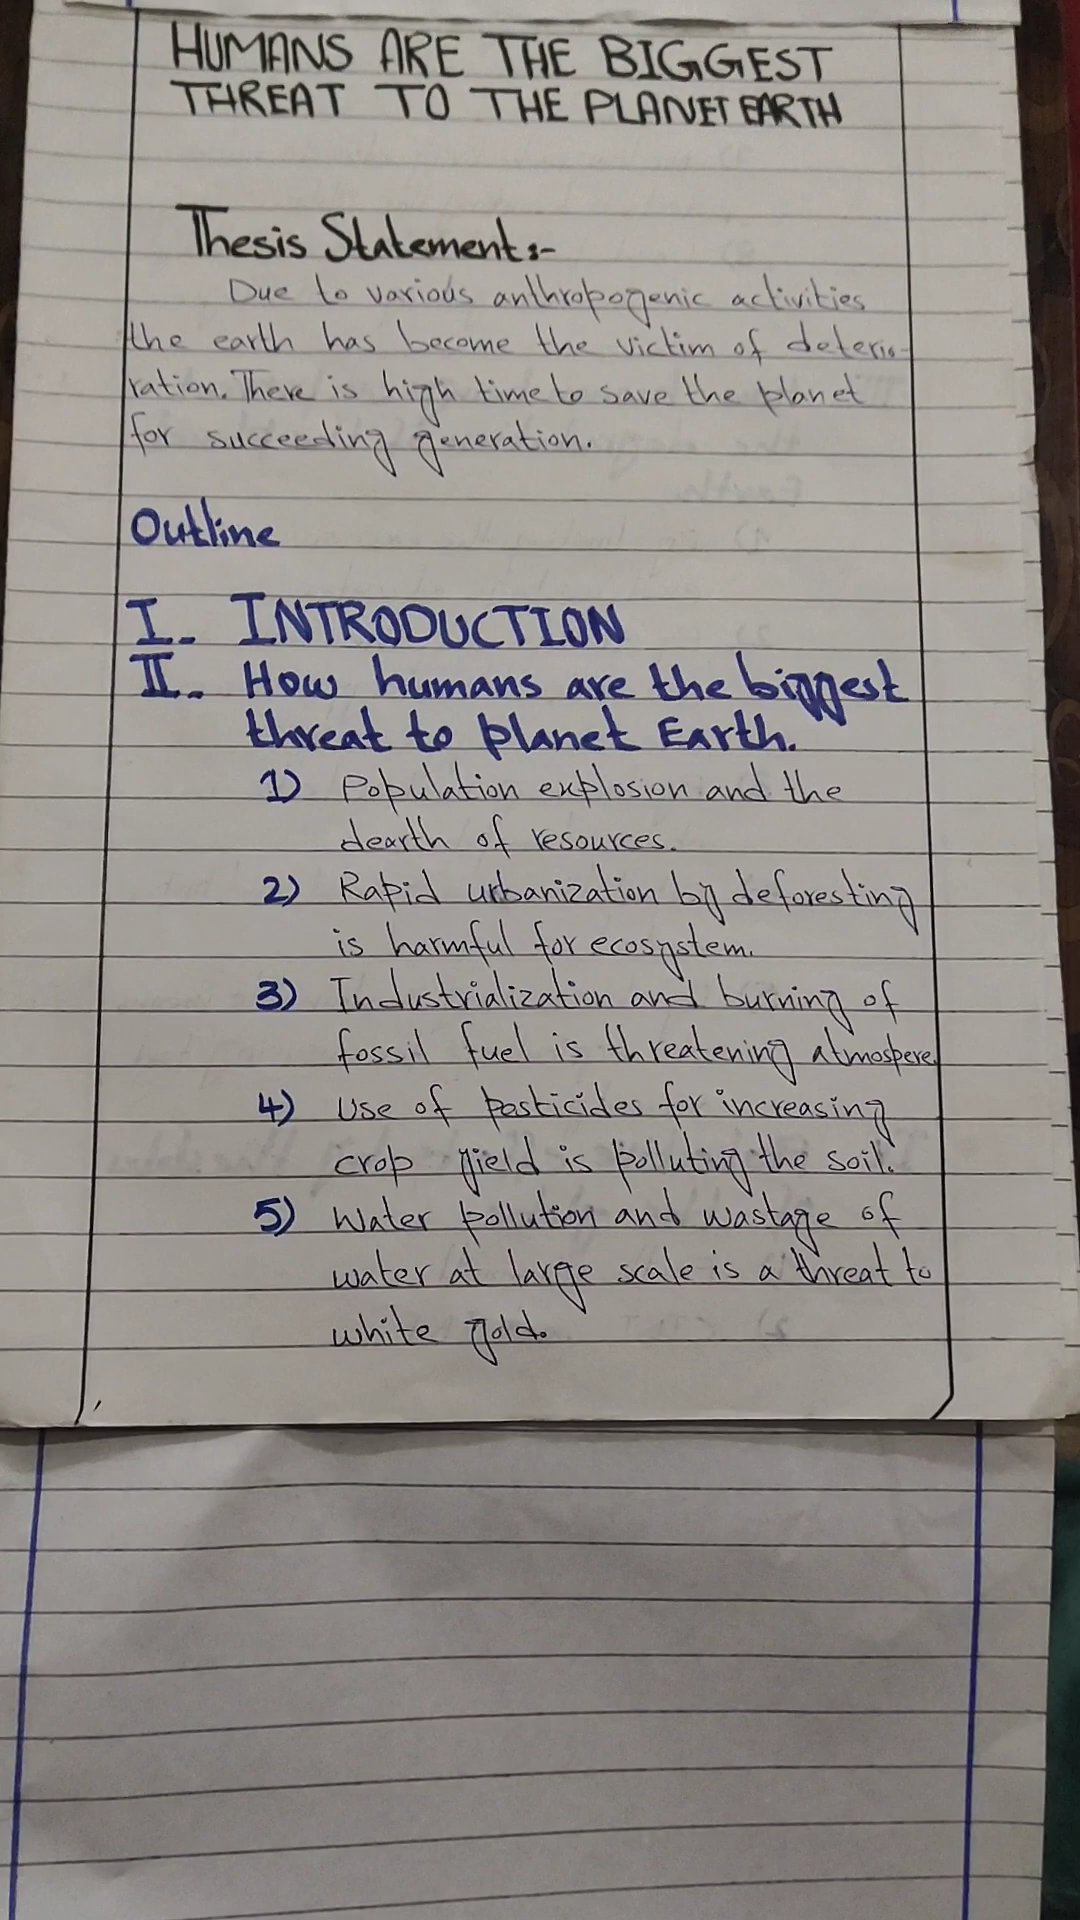 HUMANS ARE THE BIGGEST
THREAT TO THE PLANET EARTH
Thesis Statement:-
Due to various anthropogenic activities
the earth has become the victim of deterio-
ration. There is high time to save the planet
for succeeding generation.
Outline
I. INTRODUCTION
II. How humans are the biggest
threat to planet Earth.
1) Population explosion and the
dearth of resources.
2) Rapid urbanization by deforesting
is harmful for ecosystem.
3) Industrialization and burning of
fossil fuel is threatening atmospere.
4) Use of pesticides for increasing
crop yield is polluting the soil.
5) Water pollution and wastage of
water at large scale is a threat to
white gold.